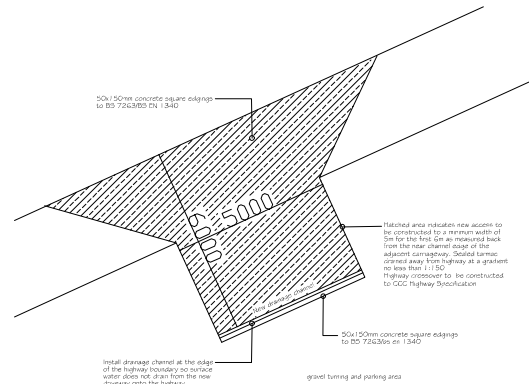 50x150mm concrete square edgings
to BS 7263/BS EN 1340
5000
6000
Hatched area indicates new access to
be constructed to a minimum width of
5m for the first 6m as measured back
from the near channel edge of the
adjacent carriageway. Sealed tarmac
drained away from highway at a gradient
no less than 1:150
Highway crossover to be constructed
to CCC Highway Specification
New drainage channel
50x150mm concrete square edgings
to BS 7263/bs en 1340
Install drainage channel at the edge
of the highway boundary so surface
water does not drain from the new
driveway onto the highway
gravel turning and parking area